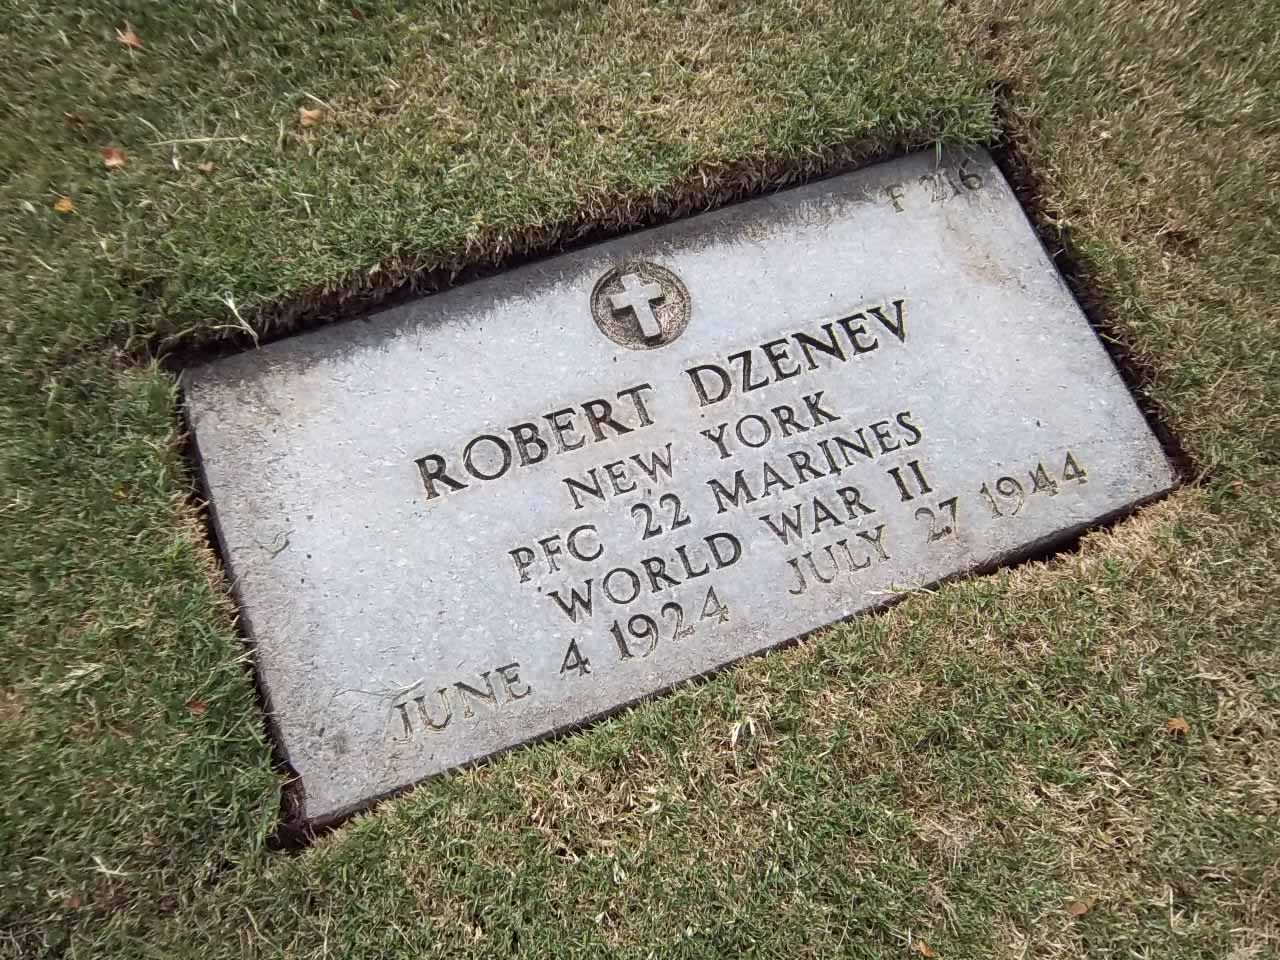 F 216
ROBERT DZENEV
NEW YORK
PFC 22 MARINES
WORLD WAR II
JUNE 4 1924 JULY 27 1944